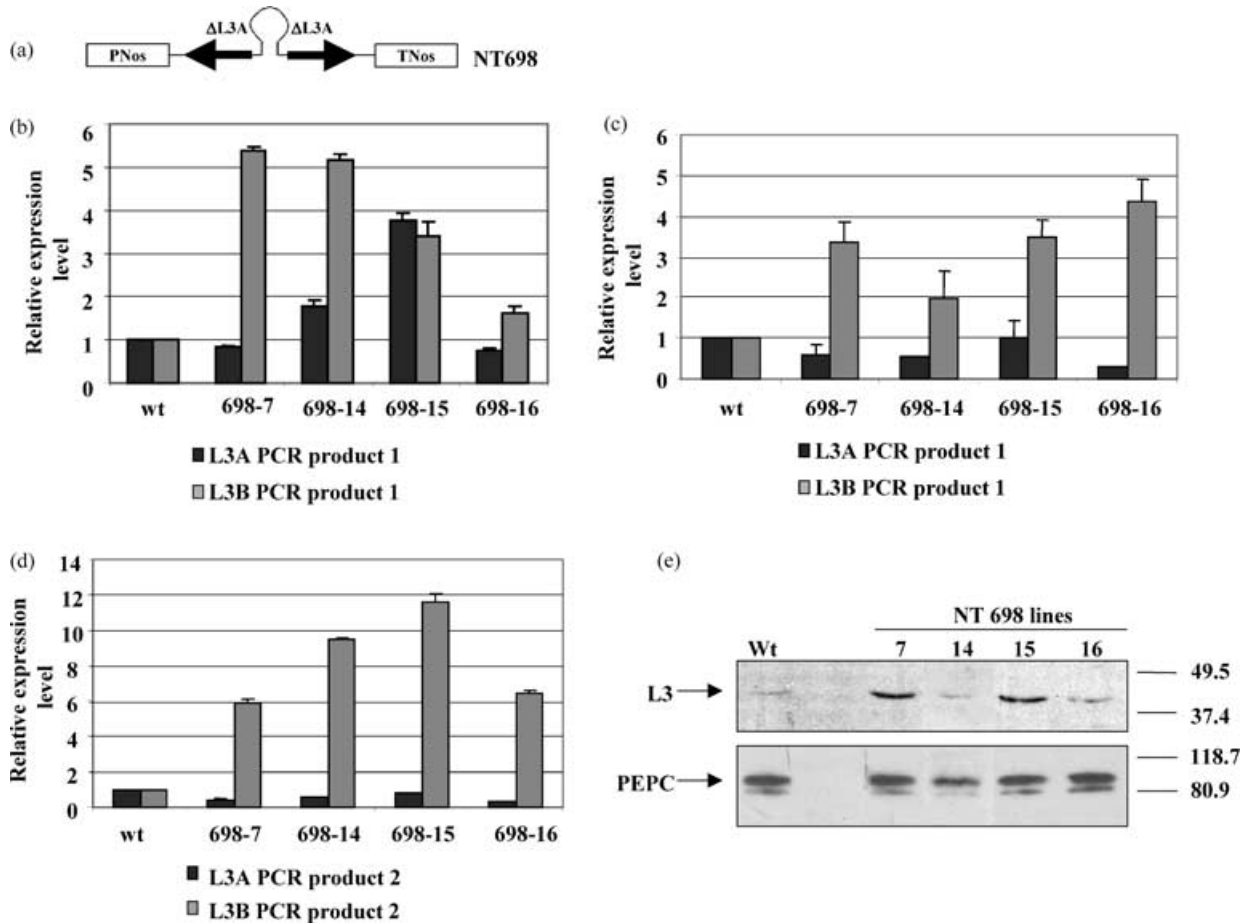 (a)
ΔL3A ΔL3A
PNos TNos NT698
(b)
Relative expression
level
6
5
4
3
2
1
0
wt 698-7 698-14 698-15 698-16
L3A PCR product 1
L3B PCR product 1
(c)
Relative expression
level
6
5
4
3
2
1
0
wt 698-7 698-14 698-15 698-16
L3A PCR product 1
L3B PCR product 1
(d)
Relative expression
level
14
12
10
8
6
4
2
0
wt 698-7 698-14 698-15 698-16
L3A PCR product 2
L3B PCR product 2
(e)
NT 698 lines
Wt 7 14 15 16
L3
49.5
37.4
PEPC
118.7
80.9